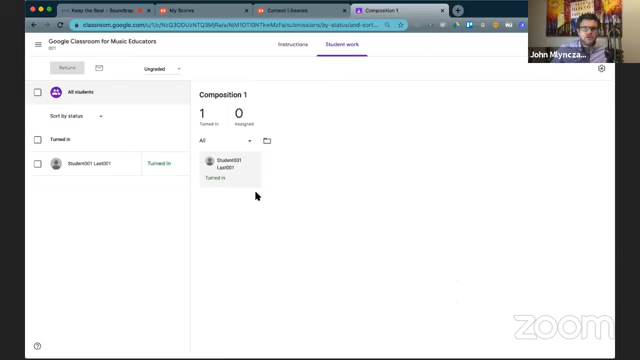 Keep the Beat - Soundtrap
My Scores
Content Libraries
Composition 1
Google Classroom for Music Educators
001
Instructions
Student work
John Mlyncza...
Return
Ungraded
All students
Sort by status
Turned in
Student001 Last001
Turned in
Composition 1
1
0
Turned in
Assigned
All
Student001
Last001
Turned in
zoom